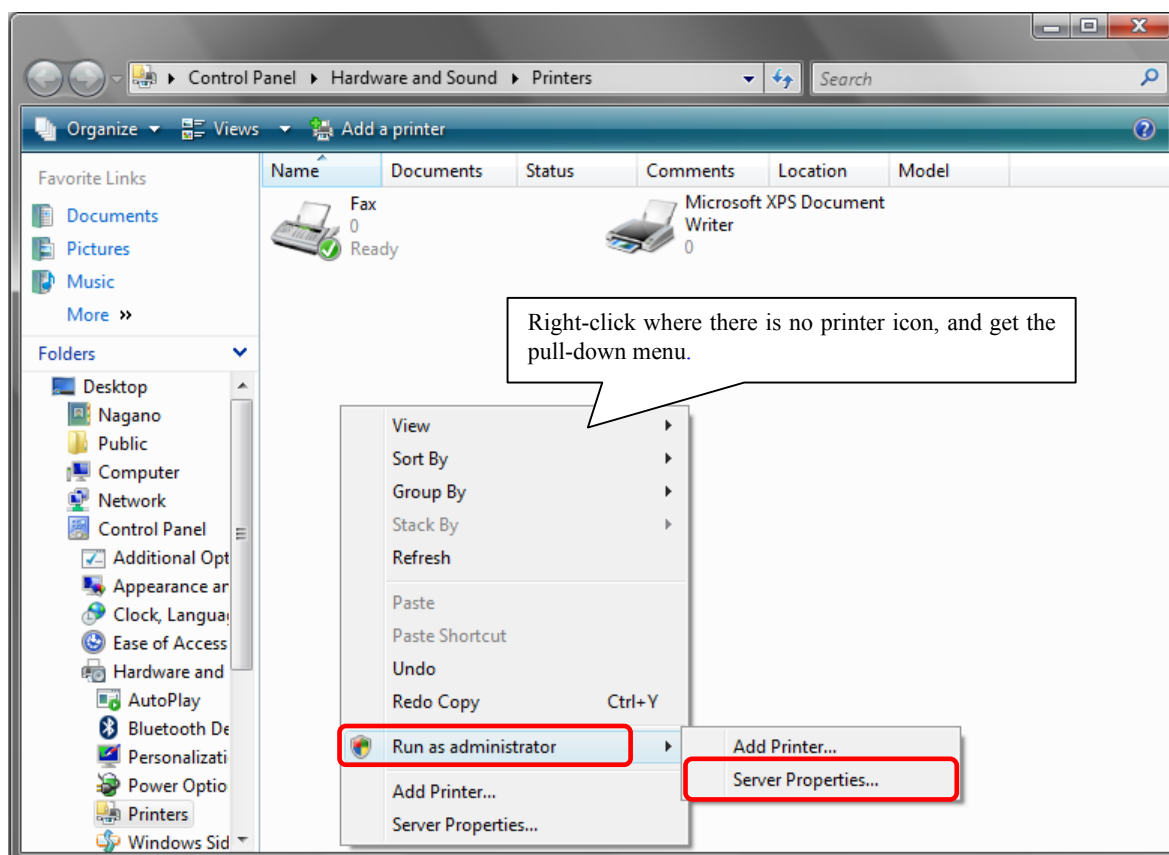 Control Panel ▸ Hardware and Sound ▸ Printers
Search
Organize Views Add a printer
Favorite Links
Documents
Pictures
Music
More »
Folders
Desktop
Nagano
Public
Computer
Network
Control Panel
Additional Opt
Appearance an
Clock, Languag
Ease of Access
Hardware and
AutoPlay
Bluetooth De
Personalizati
Power Optio
Printers
Windows Sid
Name Documents Status Comments Location Model
Fax
0
Ready
Microsoft XPS Document
Writer
0
Right-click where there is no printer icon, and get the
pull-down menu.
View
Sort By
Group By
Stack By
Refresh
Paste
Paste Shortcut
Undo
Redo Copy Ctrl+Y
Run as administrator
Add Printer...
Server Properties...
Add Printer...
Server Properties...